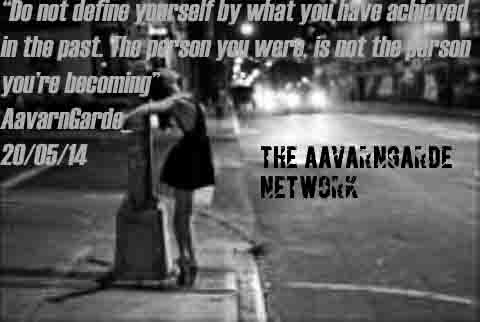 “Do not define yourself by what you have achieved
in the past. The person you were, is not the person
you're becoming”
AavarnGarde_
20/05/14
THE AAVARNGARDE
NETWORK